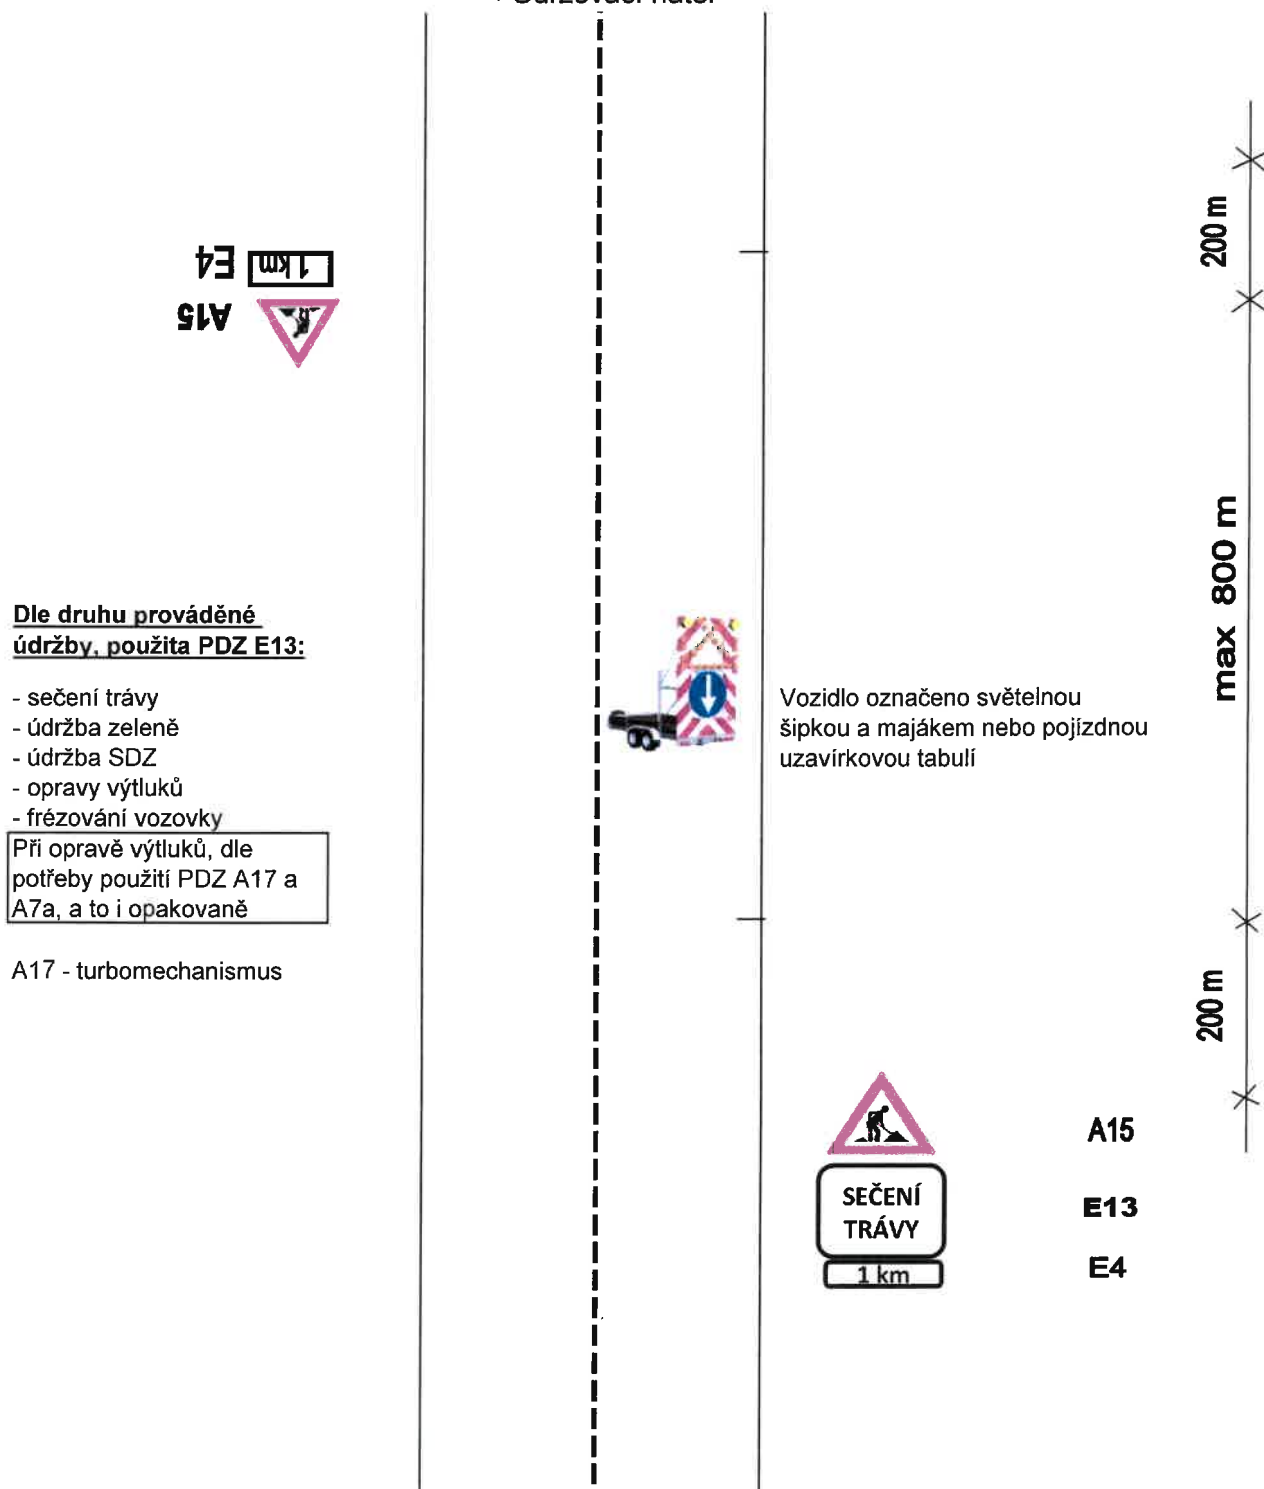 200 m
E4
1 km
A15
max 800 m
Dle druhu prováděné
údržby, použita PDZ E13:
- sečení trávy
- údržba zeleně
- údržba SDZ
- opravy výtluků
- frézování vozovky
Při opravě výtluků, dle
potřeby použití PDZ A17 a
A7a, a to i opakovaně
A17 - turbomechanismus
Vozidlo označeno světelnou
šipkou a majákem nebo pojízdnou
uzavírkovou tabulí
200 m
A15
SEČENÍ
TRÁVY
E13
1 km
E4